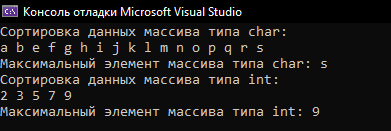 Консоль отладки Microsoft Visual Studio
Сортировка данных массива типа char:
a b e f g h i j k l m n o p q r s
Максимальный элемент массива типа char: s
Сортировка данных массива типа int:
2 3 5 7 9
Максимальный элемент массива типа int: 9